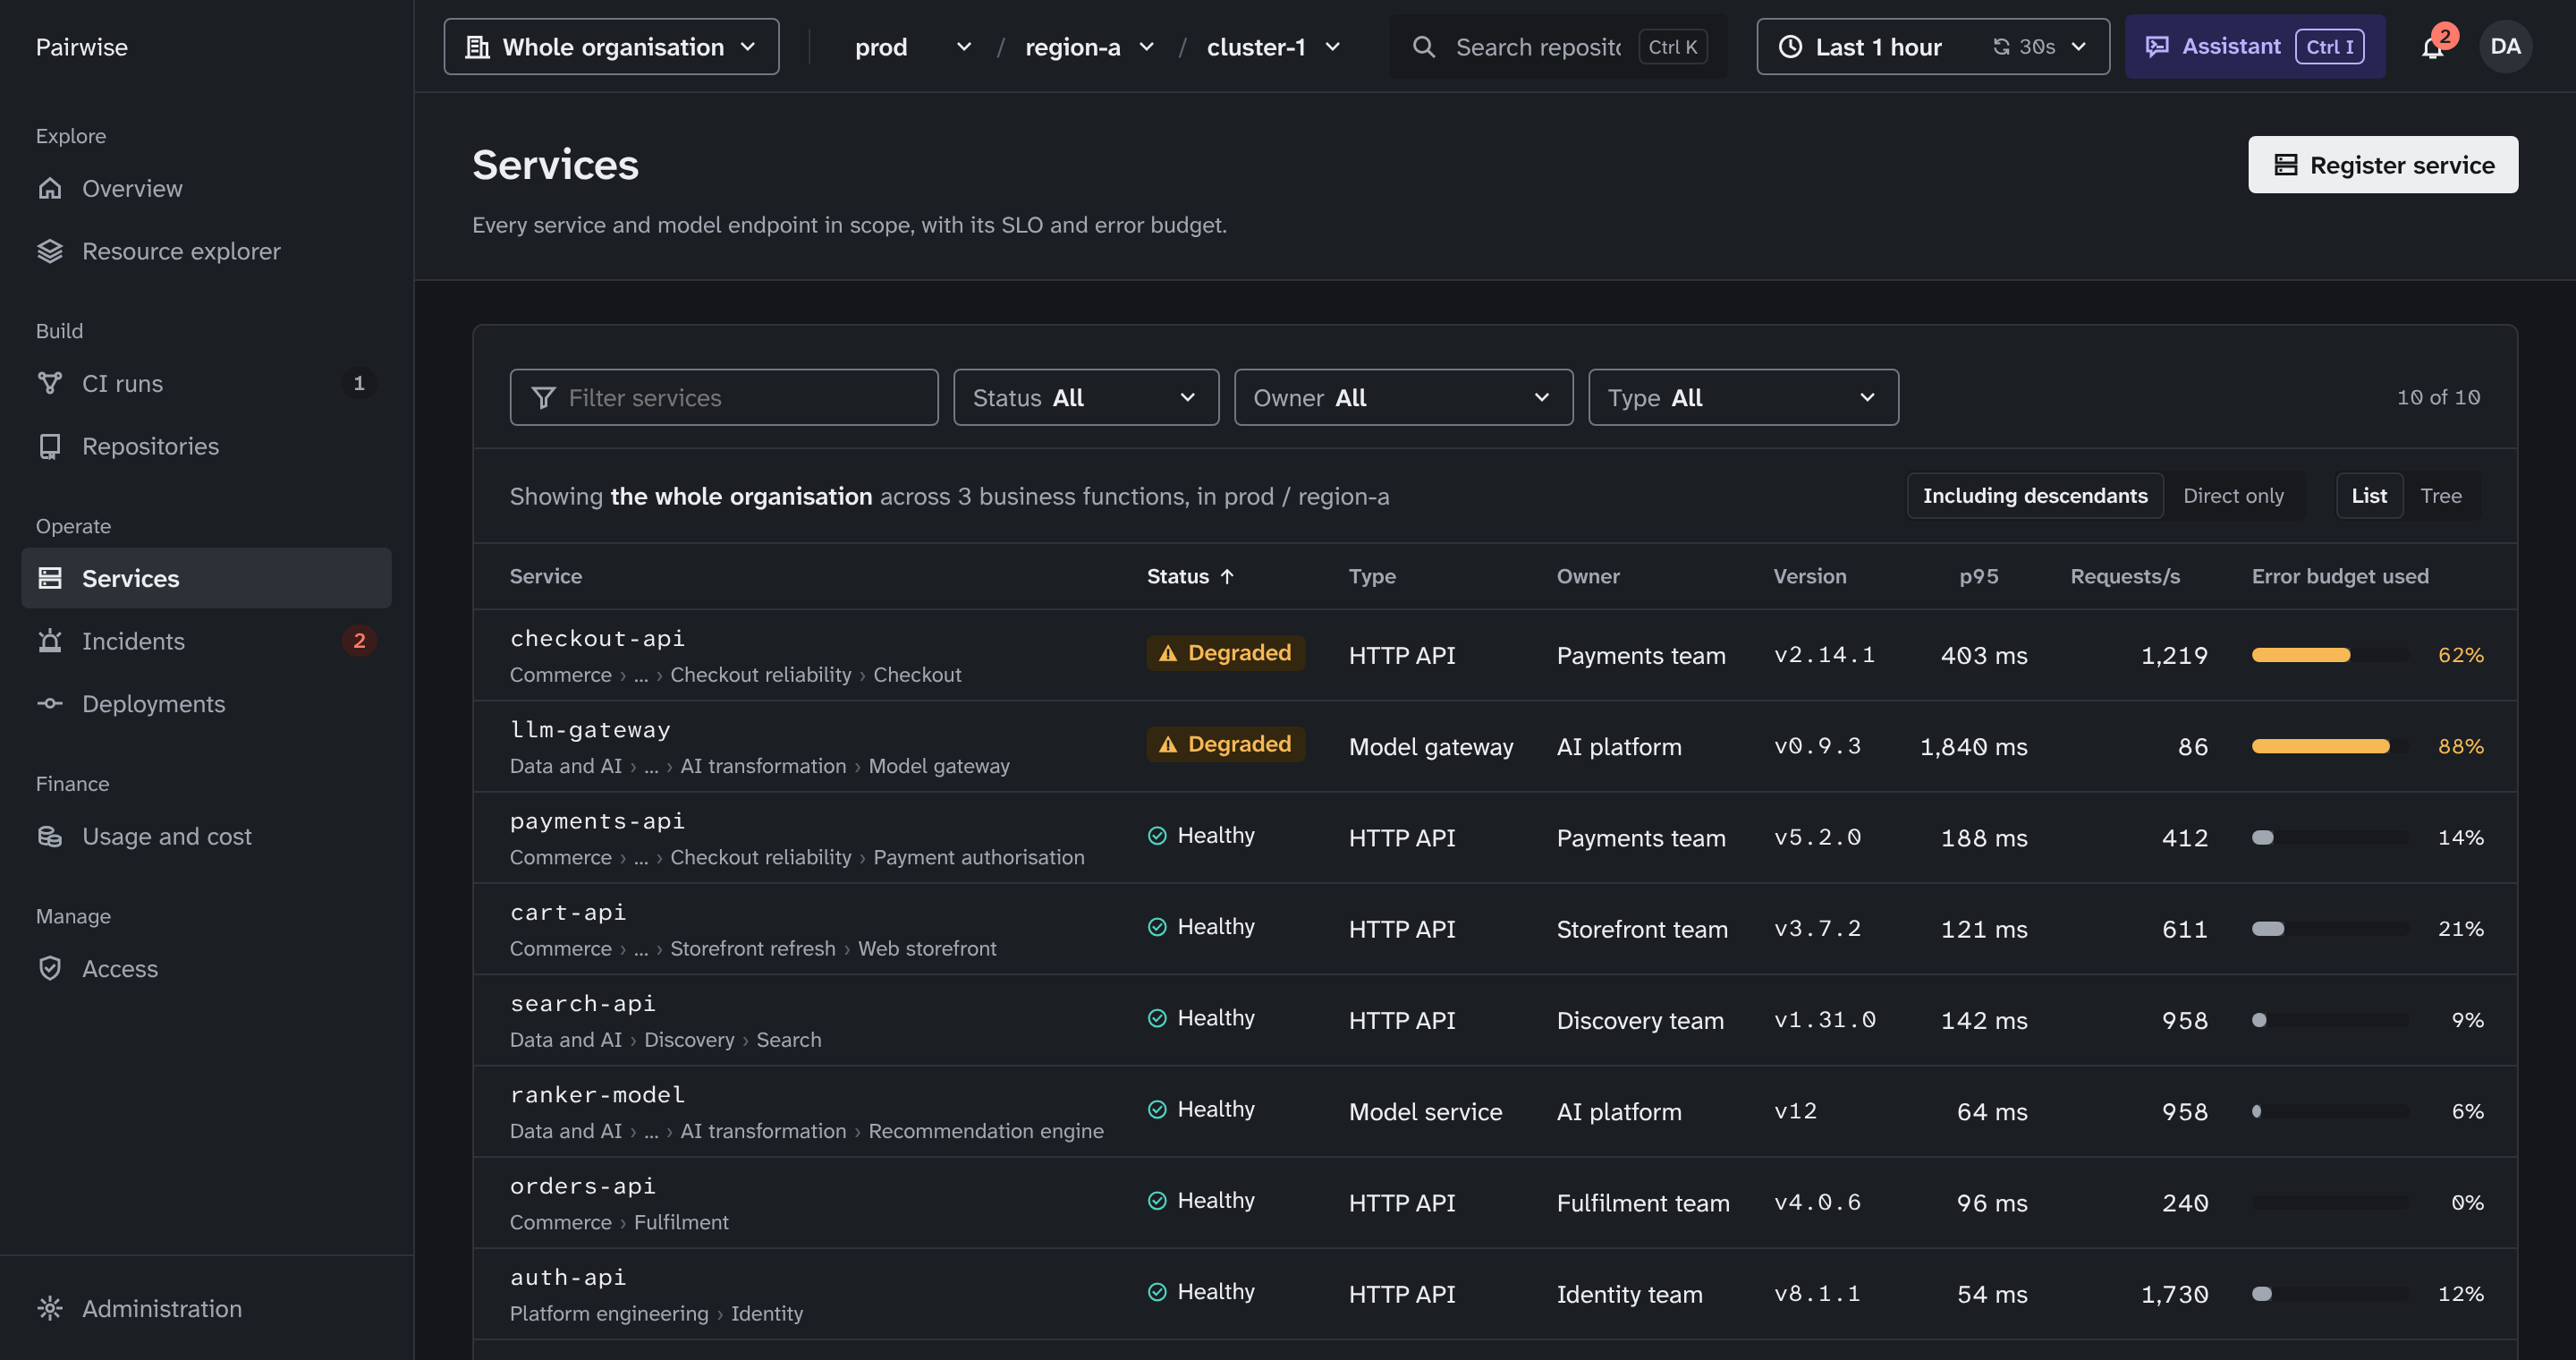 Pairwise
Whole organisation
prod / region-a / cluster-1
Search reposit
Ctrl K
Last 1 hour
30s
Assistant Ctrl I
2
DA
Explore
Overview
Resource explorer
Build
CI runs 1
Repositories
Operate
Services
Incidents 2
Deployments
Finance
Usage and cost
Manage
Access
Administration
Services
Register service
Every service and model endpoint in scope, with its SLO and error budget.
Filter services
Status All
Owner All
Type All
10 of 10
Showing the whole organisation across 3 business functions, in prod / region-a
Including descendants Direct only
List Tree
Service Status ↑ Type Owner Version p95 Requests/s Error budget used
checkout-api Degraded HTTP API Payments team v2.14.1 403 ms 1,219 62%
Commerce › ... › Checkout reliability › Checkout
llm-gateway Degraded Model gateway AI platform v0.9.3 1,840 ms 86 88%
Data and AI › ... › AI transformation › Model gateway
payments-api Healthy HTTP API Payments team v5.2.0 188 ms 412 14%
Commerce › ... › Checkout reliability › Payment authorisation
cart-api Healthy HTTP API Storefront team v3.7.2 121 ms 611 21%
Commerce › ... › Storefront refresh › Web storefront
search-api Healthy HTTP API Discovery team v1.31.0 142 ms 958 9%
Data and AI › Discovery › Search
ranker-model Healthy Model service AI platform v12 64 ms 958 6%
Data and AI › ... › AI transformation › Recommendation engine
orders-api Healthy HTTP API Fulfilment team v4.0.6 96 ms 240 0%
Commerce › Fulfilment
auth-api Healthy HTTP API Identity team v8.1.1 54 ms 1,730 12%
Platform engineering › Identity